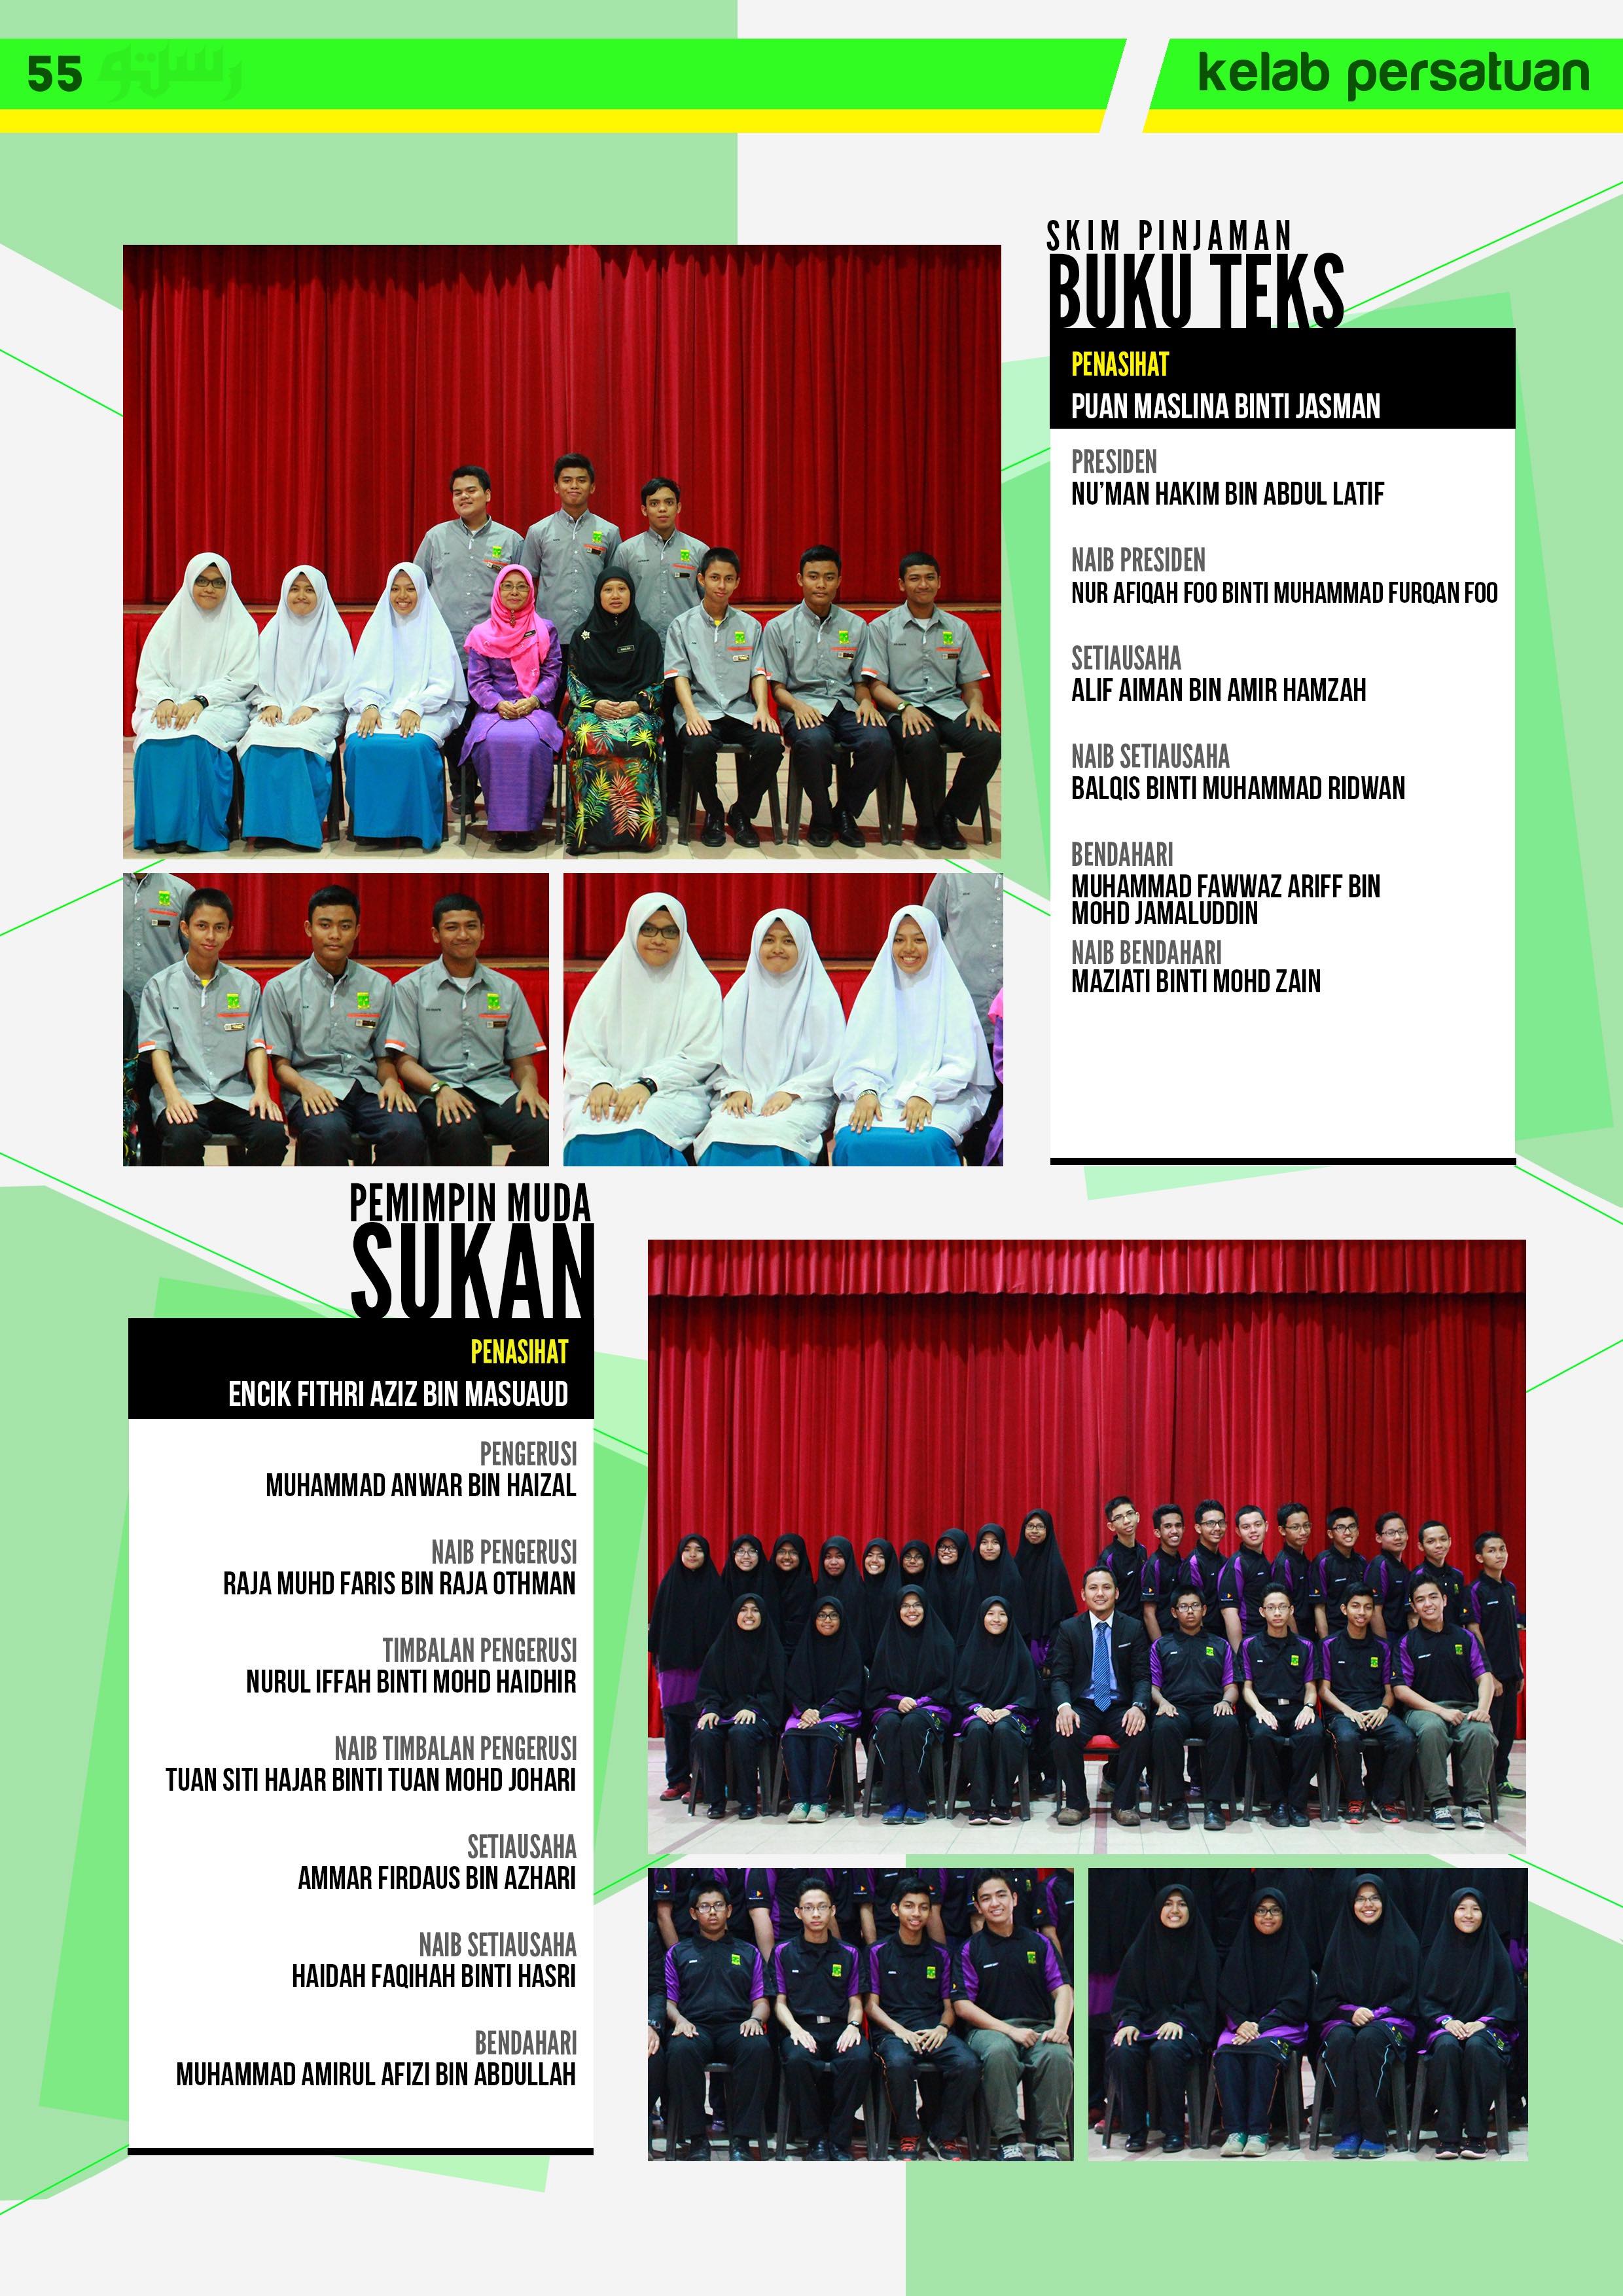 55 رستو
kelab persatuan
SKIM PINJAMAN
BUKU TEKS
PENASIHAT
PUAN MASLINA BINTI JASMAN
PRESIDEN
NU'MAN HAKIM BIN ABDUL LATIF
NAIB PRESIDEN
NUR AFIQAH FOO BINTI MUHAMMAD FURQAN FOO
SETIAUSAHA
ALIF AIMAN BIN AMIR HAMZAH
NAIB SETIAUSAHA
BALQIS BINTI MUHAMMAD RIDWAN
BENDAHARI
MUHAMMAD FAWWAZ ARIFF BIN
MOHD JAMALUDDIN
NAIB BENDAHARI
MAZIATI BINTI MOHD ZAIN
PEMIMPIN MUDA
SUKAN
PENASIHAT
ENCIK FITHRI AZIZ BIN MASUAUD
PENGERUSI
MUHAMMAD ANWAR BIN HAIZAL
NAIB PENGERUSI
RAJA MUHD FARIS BIN RAJA OTHMAN
TIMBALAN PENGERUSI
NURUL IFFAH BINTI MOHD HAIDHIR
NAIB TIMBALAN PENGERUSI
TUAN SITI HAJAR BINTI TUAN MOHD JOHARI
SETIAUSAHA
AMMAR FIRDAUS BIN AZHARI
NAIB SETIAUSAHA
HAIDAH FAQIHAH BINTI HASRI
BENDAHARI
MUHAMMAD AMIRUL AFIZI BIN ABDULLAH